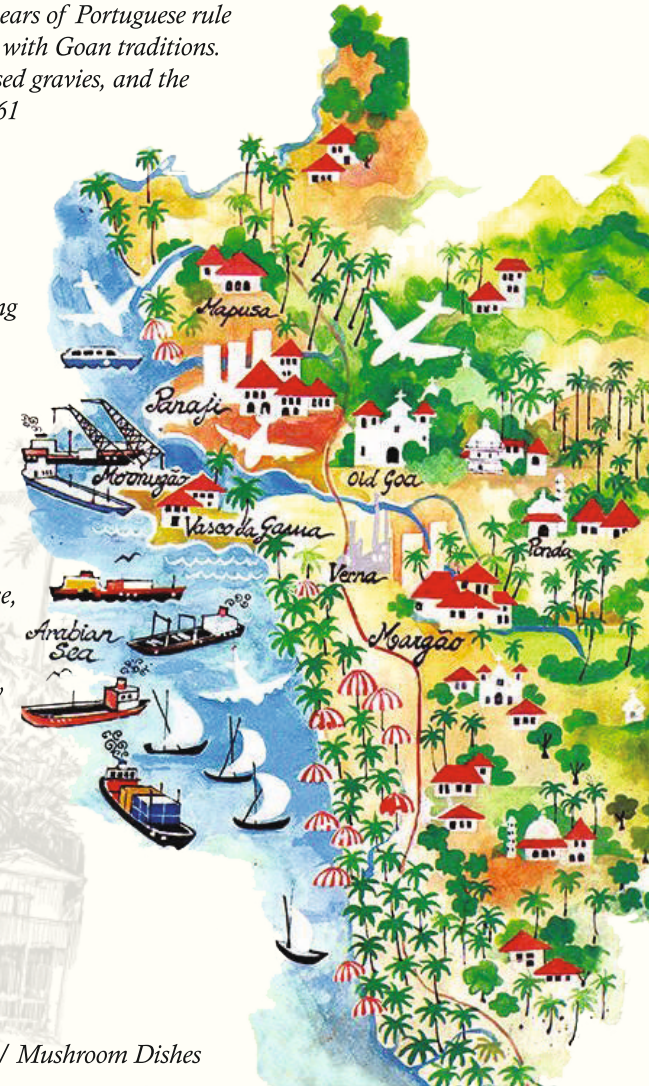 ears of Portuguese rule
with Goan traditions.
sed gravies, and the
61
ng
Mapusa
Panaji
Old Goa
Vasco da Gama
Ponda
Verna
se,
Arabian
Sea
Margão
/ Mushroom Dishes